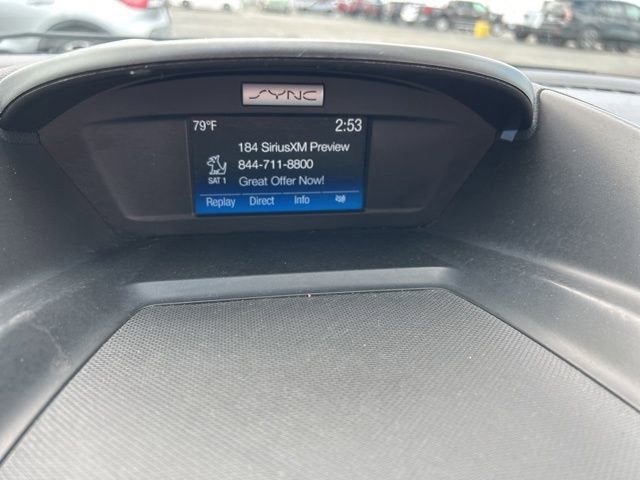 SYNC
79°F 2:53
184 SiriusXM Preview
844-711-8800
SAT 1 Great Offer Now!
Replay Direct Info